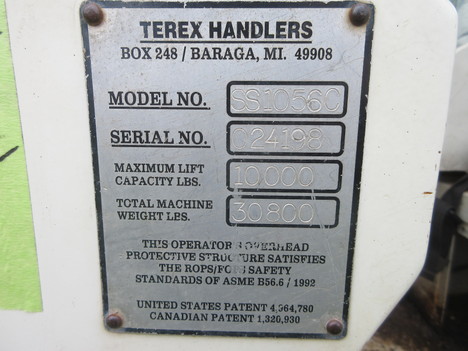 TEREX HANDLERS
BOX 248 / BARAGA, MI. 49908
MODEL NO. SS1056C
SERIAL NO. 24198
MAXIMUM LIFT
CAPACITY LBS. 10000
TOTAL MACHINE
WEIGHT LBS. 30800
THIS OPERATOR OVERHEAD
PROTECTIVE STRUCTURE SATISFIES
THE ROPS/FOPS SAFETY
STANDARDS OF ASME B56.6 / 1992
UNITED STATES PATENT 4,964,780
CANADIAN PATENT 1,320,930